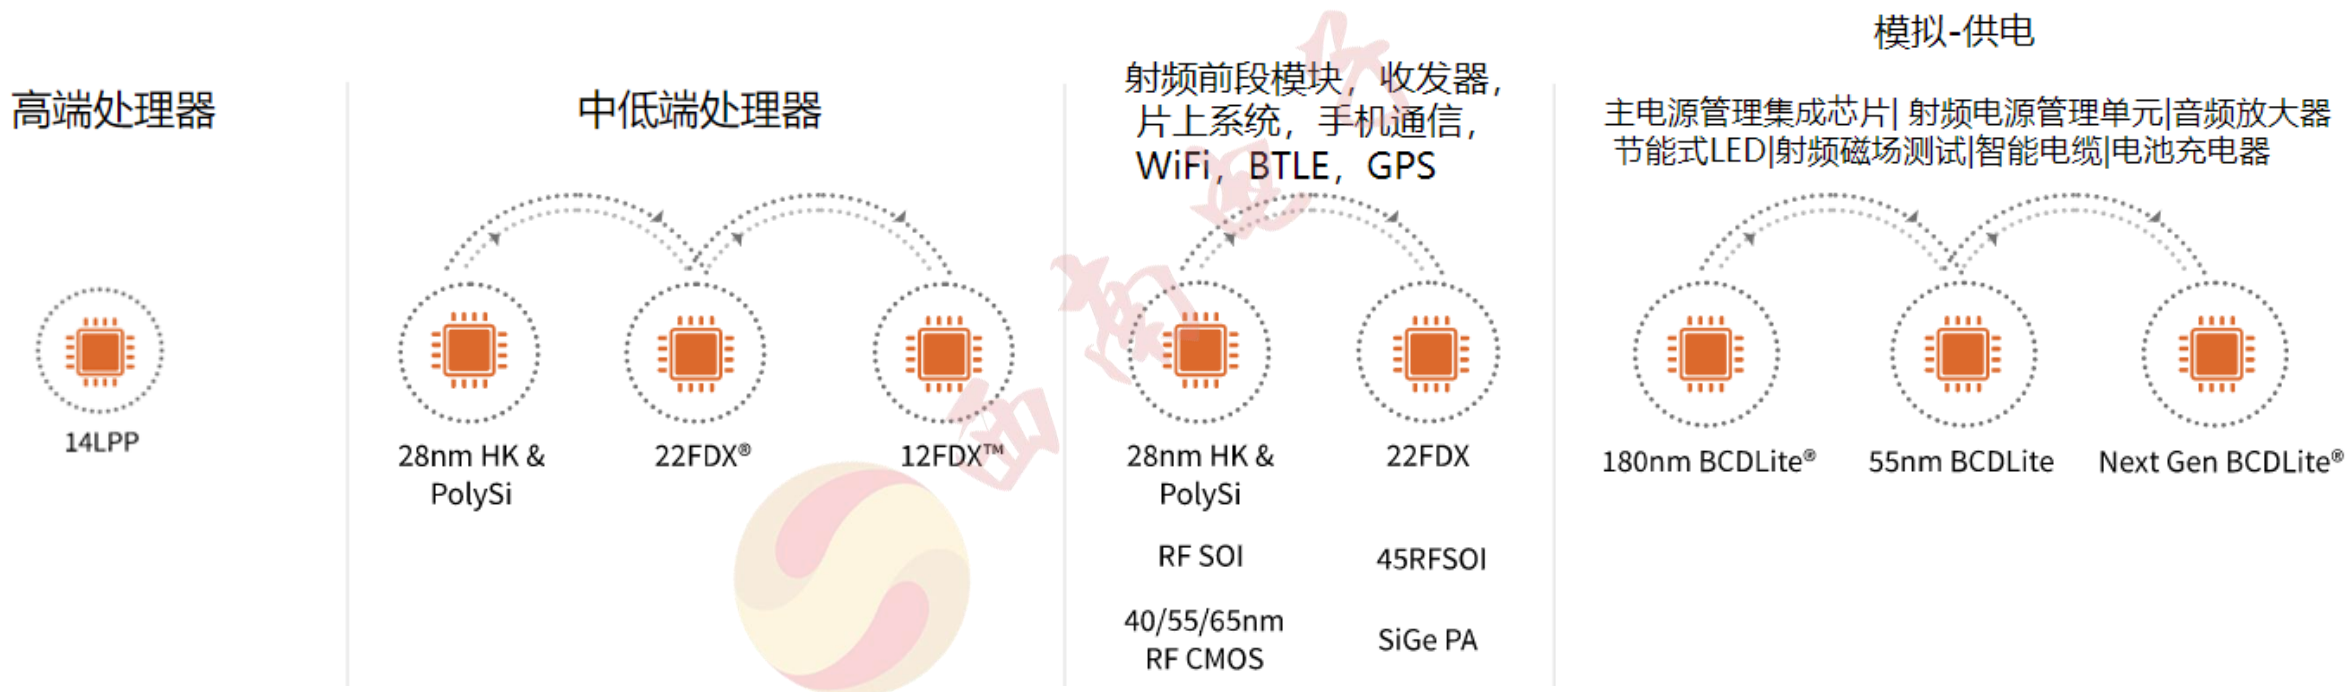 高端处理器
14LPP
中低端处理器
28nm HK &
PolySi
22FDX®
12FDX™
射频前段模块，收发器，
片上系统，手机通信，
WiFi，BTLE，GPS
28nm HK &
PolySi
22FDX
RF SOI
45RFSOI
40/55/65nm
RF CMOS
SiGe PA
模拟-供电
主电源管理集成芯片| 射频电源管理单元|音频放大器
节能式LED|射频磁场测试|智能电缆|电池充电器
180nm BCDLite®
55nm BCDLite
Next Gen BCDLite®